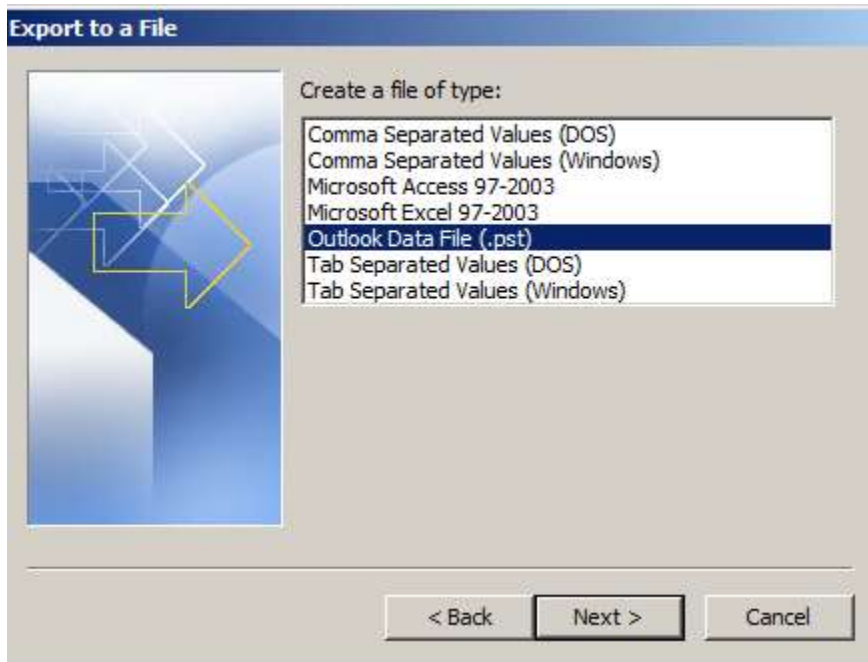 Export to a File
Create a file of type:
Comma Separated Values (DOS)
Comma Separated Values (Windows)
Microsoft Access 97-2003
Microsoft Excel 97-2003
Outlook Data File (.pst)
Tab Separated Values (DOS)
Tab Separated Values (Windows)
< Back Next > Cancel